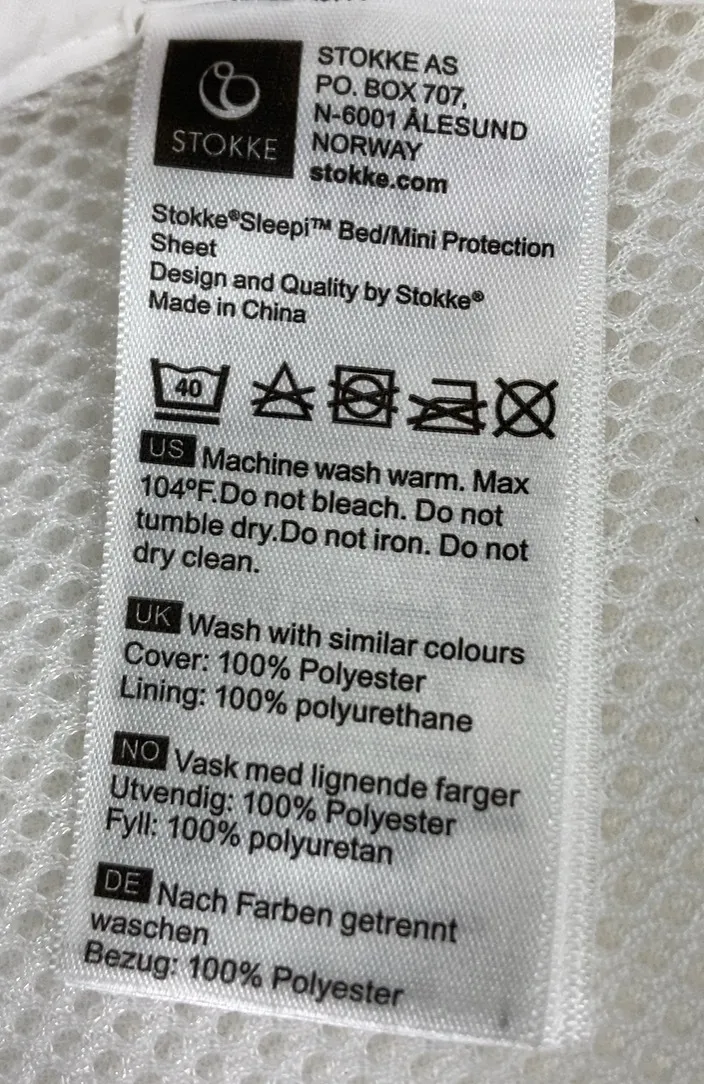 STOKKE
STOKKE AS
PO. BOX 707,
N-6001 ÅLESUND
NORWAY
stokke.com
Stokke®Sleepi™ Bed/Mini Protection
Sheet
Design and Quality by Stokke®
Made in China
40
US Machine wash warm. Max
104ºF.Do not bleach. Do not
tumble dry.Do not iron. Do not
dry clean.
UK Wash with similar colours
Cover: 100% Polyester
Lining: 100% polyurethane
NO Vask med lignende farger
Utvendig: 100% Polyester
Fyll: 100% polyuretan
DE Nach Farben getrennt
waschen
Bezug: 100% Polyester